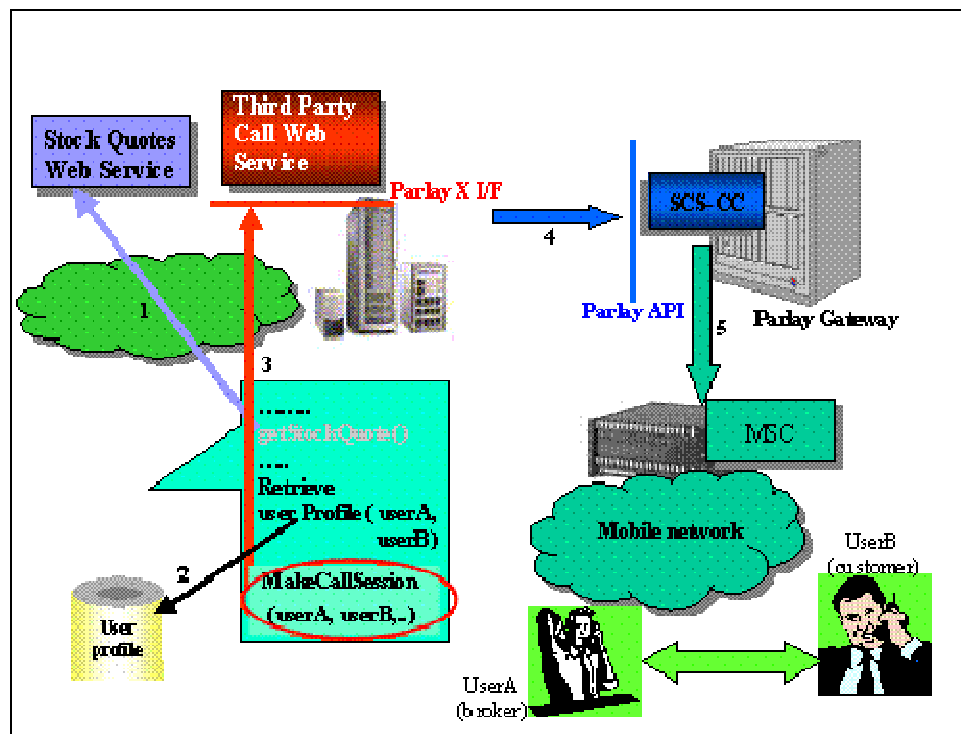 Third Party
Call Web
Service
Stock Quotes
Web Service
Parlay X I/F
SCS-CC
4
Parlay API
Parlay Gateway
1
5
3
........
getStockQuote()
.....
Retrieve
user Profile( userA,
userB)
MSC
Mobile network
2
MakeCallSession
(userA, userB,..)
User
profile
UserB
(customer)
UserA
(broker)